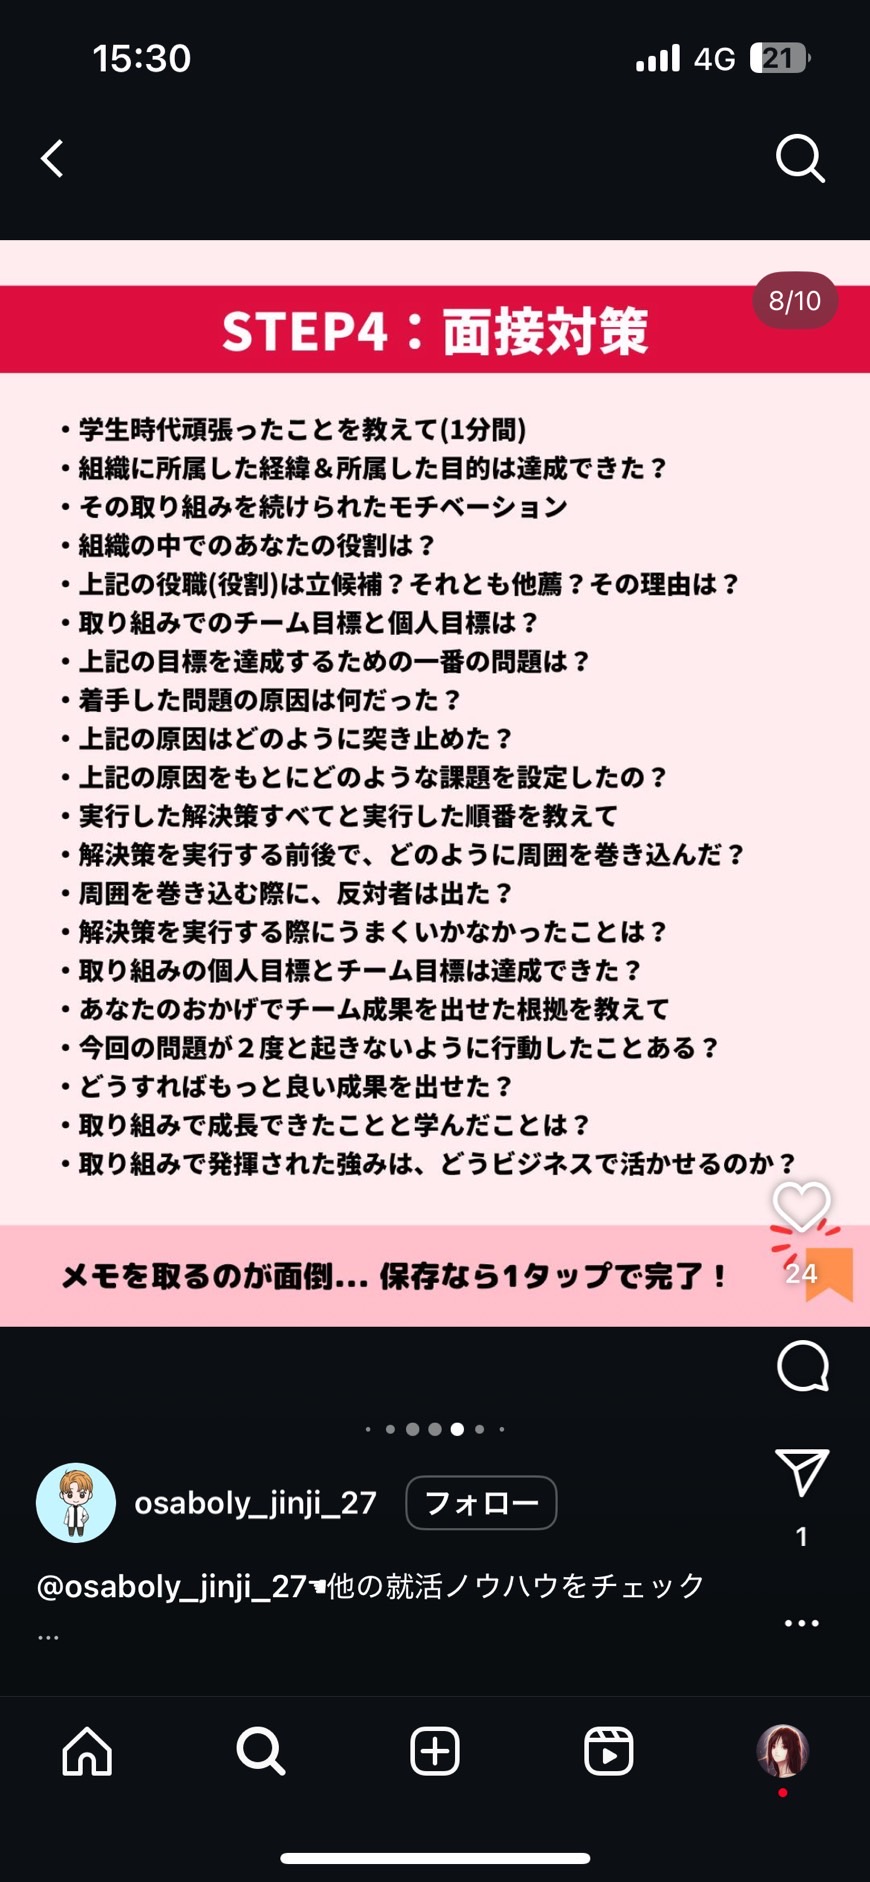 15:30
4G 21
8/10
STEP4：面接対策
・学生時代頑張ったことを教えて(1分間)
・組織に所属した経緯＆所属した目的は達成できた？
・その取り組みを続けられたモチベーション
・組織の中でのあなたの役割は？
・上記の役職(役割)は立候補？それとも他薦？その理由は？
・取り組みでのチーム目標と個人目標は？
・上記の目標を達成するための一番の問題は？
・着手した問題の原因は何だった？
・上記の原因はどのように突き止めた？
・上記の原因をもとにどのような課題を設定したの？
・実行した解決策すべてと実行した順番を教えて
・解決策を実行する前後で、どのように周囲を巻き込んだ？
・周囲を巻き込む際に、反対者は出た？
・解決策を実行する際にうまくいかなかったことは？
・取り組みの個人目標とチーム目標は達成できた？
・あなたのおかげでチーム成果を出せた根拠を教えて
・今回の問題が２度と起きないように行動したことある？
・どうすればもっと良い成果を出せた？
・取り組みで成長できたことと学んだことは？
・取り組みで発揮された強みは、どうビジネスで活かせるのか？
メモを取るのが面倒... 保存なら1タップで完了！
24
osaboly_jinji_27 フォロー
1
@osaboly_jinji_27☚他の就活ノウハウをチェック
...